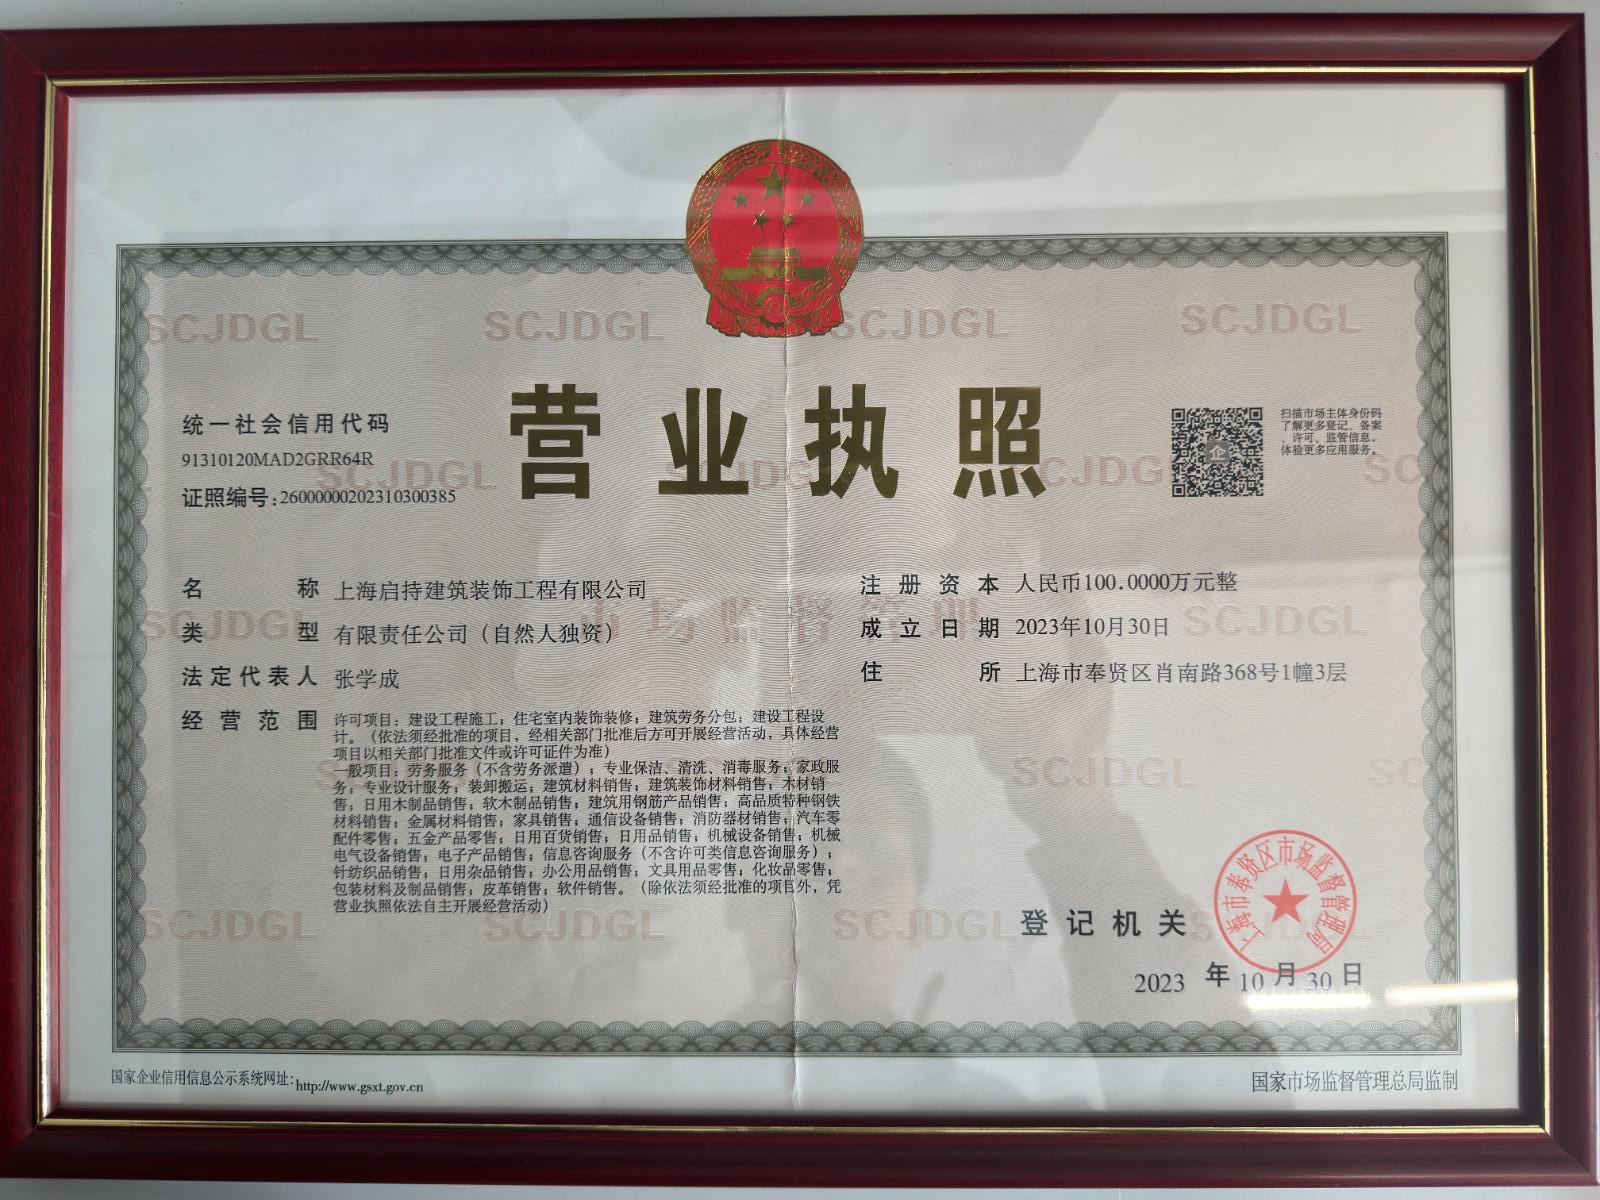 营业执照
统一社会信用代码
91310120MAD2GRR64R
证照编号:26000000202310300385
扫描市场主体身份码
了解更多登记、备案
、许可、监管信息，
体验更多应用服务。
名称 上海启持建筑装饰工程有限公司
类型 有限责任公司（自然人独资）
法定代表人 张学成
经营范围 许可项目：建设工程施工；住宅室内装饰装修；建筑劳务分包；建设工程设
计。（依法须经批准的项目，经相关部门批准后方可开展经营活动，具体经营
项目以相关部门批准文件或许可证件为准）
一般项目：劳务服务（不含劳务派遣）；专业保洁、清洗、消毒服务；家政服
务；专业设计服务；装卸搬运；建筑材料销售；建筑装饰材料销售；木材销
售；日用木制品销售；软木制品销售；建筑用钢筋产品销售；高品质特种钢铁
材料销售；金属材料销售；家具销售；通信设备销售；消防器材销售；汽车零
配件零售；五金产品零售；日用百货销售；日用品销售；机械设备销售；机械
电气设备销售；电子产品销售；信息咨询服务（不含许可类信息咨询服务）；
针纺织品销售；日用杂品销售；办公用品销售；文具用品零售；化妆品零售；
包装材料及制品销售；皮革销售；软件销售。（除依法须经批准的项目外，凭
营业执照依法自主开展经营活动）
注册资本 人民币100.0000万元整
成立日期 2023年10月30日
住所 上海市奉贤区肖南路368号1幢3层
登记机关
上海市奉贤区市场监督管理局
2023 年 10 月 30 日
国家企业信用信息公示系统网址：http://www.gsxt.gov.cn
国家市场监督管理总局监制
SCJDGL
市场监督管理